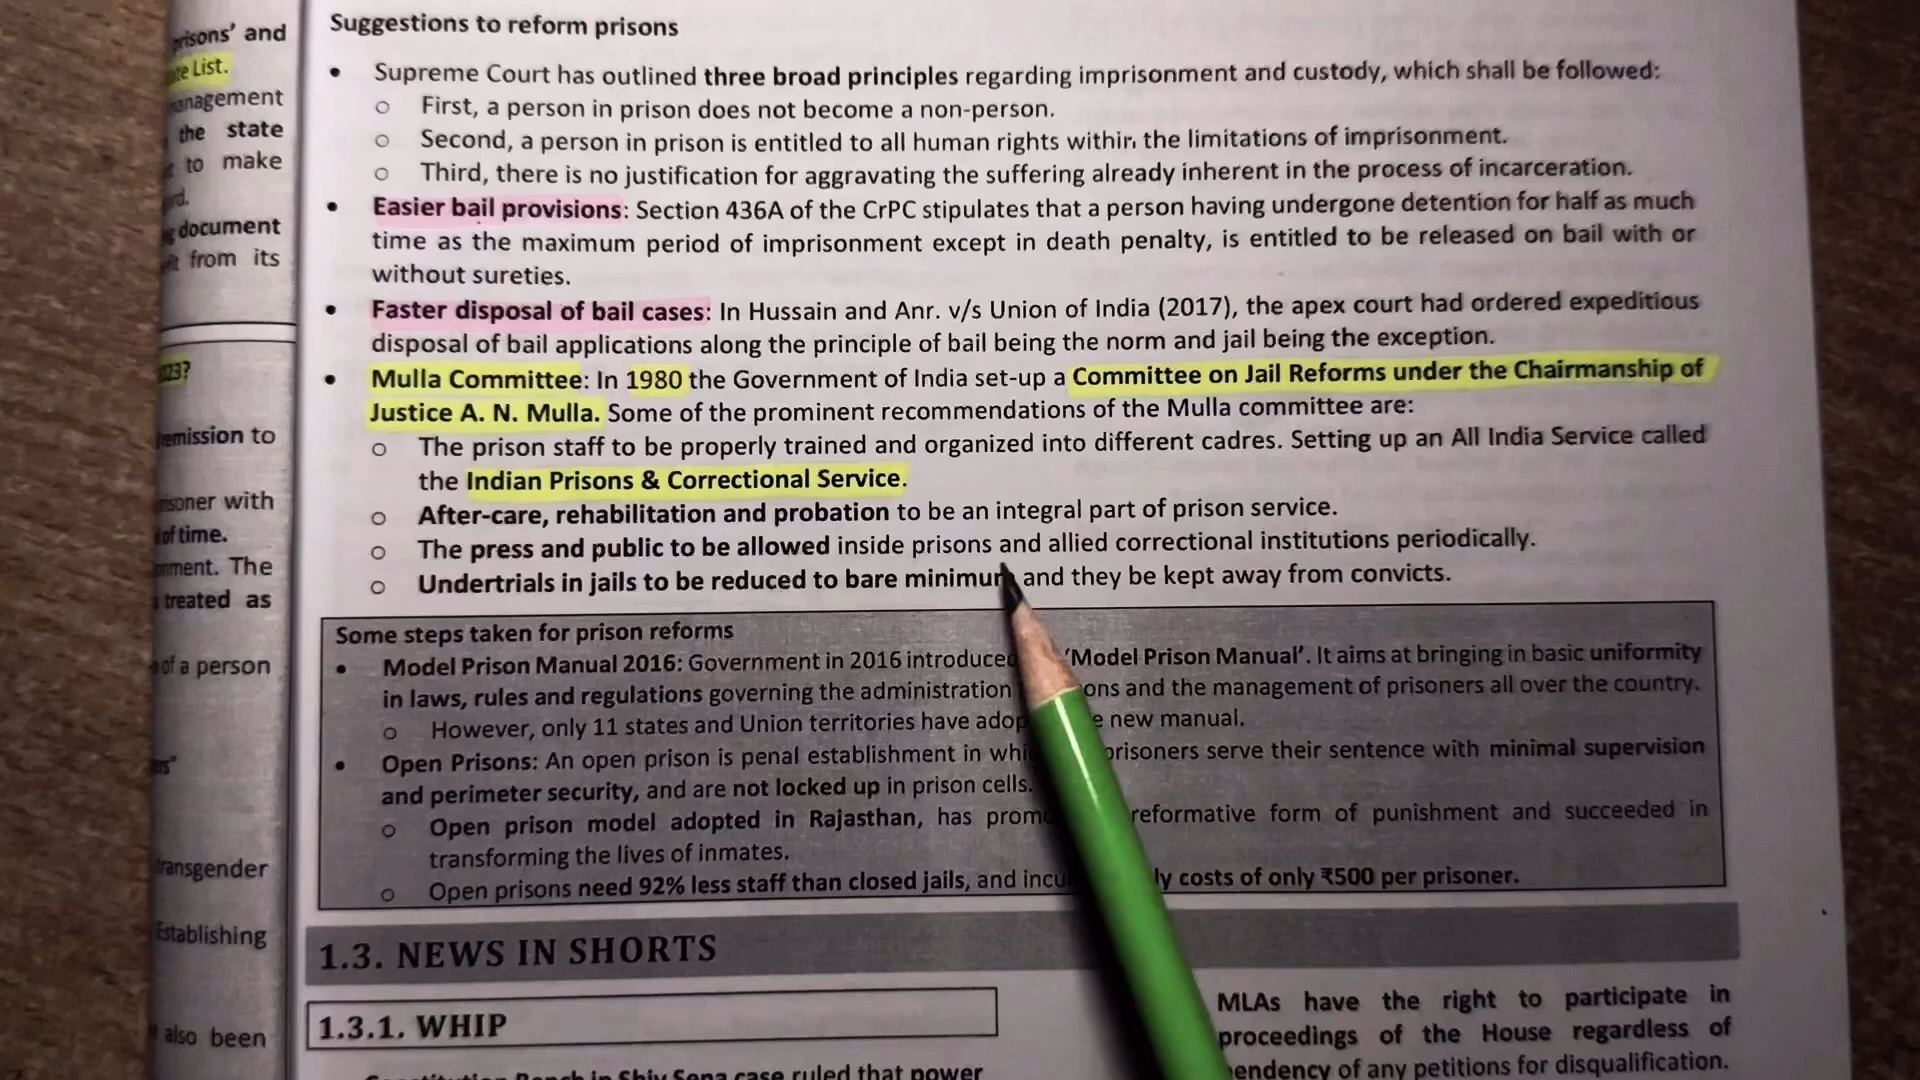 prisons' and
List.
management
the state
to make
document
from its
remission to
prisoner with
of time.
The
treated as
of a person
transgender
Establishing
also been
Suggestions to reform prisons
• Supreme Court has outlined three broad principles regarding imprisonment and custody, which shall be followed:
o First, a person in prison does not become a non-person.
o Second, a person in prison is entitled to all human rights within the limitations of imprisonment.
o Third, there is no justification for aggravating the suffering already inherent in the process of incarceration.
• Easier bail provisions: Section 436A of the CrPC stipulates that a person having undergone detention for half as much
time as the maximum period of imprisonment except in death penalty, is entitled to be released on bail with or
without sureties.
• Faster disposal of bail cases: In Hussain and Anr. v/s Union of India (2017), the apex court had ordered expeditious
disposal of bail applications along the principle of bail being the norm and jail being the exception.
• Mulla Committee: In 1980 the Government of India set-up a Committee on Jail Reforms under the Chairmanship of
Justice A. N. Mulla. Some of the prominent recommendations of the Mulla committee are:
o The prison staff to be properly trained and organized into different cadres. Setting up an All India Service called
the Indian Prisons & Correctional Service.
o After-care, rehabilitation and probation to be an integral part of prison service.
o The press and public to be allowed inside prisons and allied correctional institutions periodically.
o Undertrials in jails to be reduced to bare minimum and they be kept away from convicts.
Some steps taken for prison reforms
• Model Prison Manual 2016: Government in 2016 introduced 'Model Prison Manual'. It aims at bringing in basic uniformity
in laws, rules and regulations governing the administration and the management of prisoners all over the country.
o However, only 11 states and Union territories have new manual.
• Open Prisons: An open prison is penal establishment in prisoners serve their sentence with minimal supervision
and perimeter security, and are not locked up in prison cells.
o Open prison model adopted in Rajasthan, has reformative form of punishment and succeeded in
transforming the lives of inmates.
o Open prisons need 92% less staff than closed jails, and costs of only ₹500 per prisoner.
1.3. NEWS IN SHORTS
1.3.1. WHIP
Constitution Bench in Shiv Sena case ruled that power
MLAs have the right to participate in
proceedings of the House regardless of
of any petitions for disqualification.